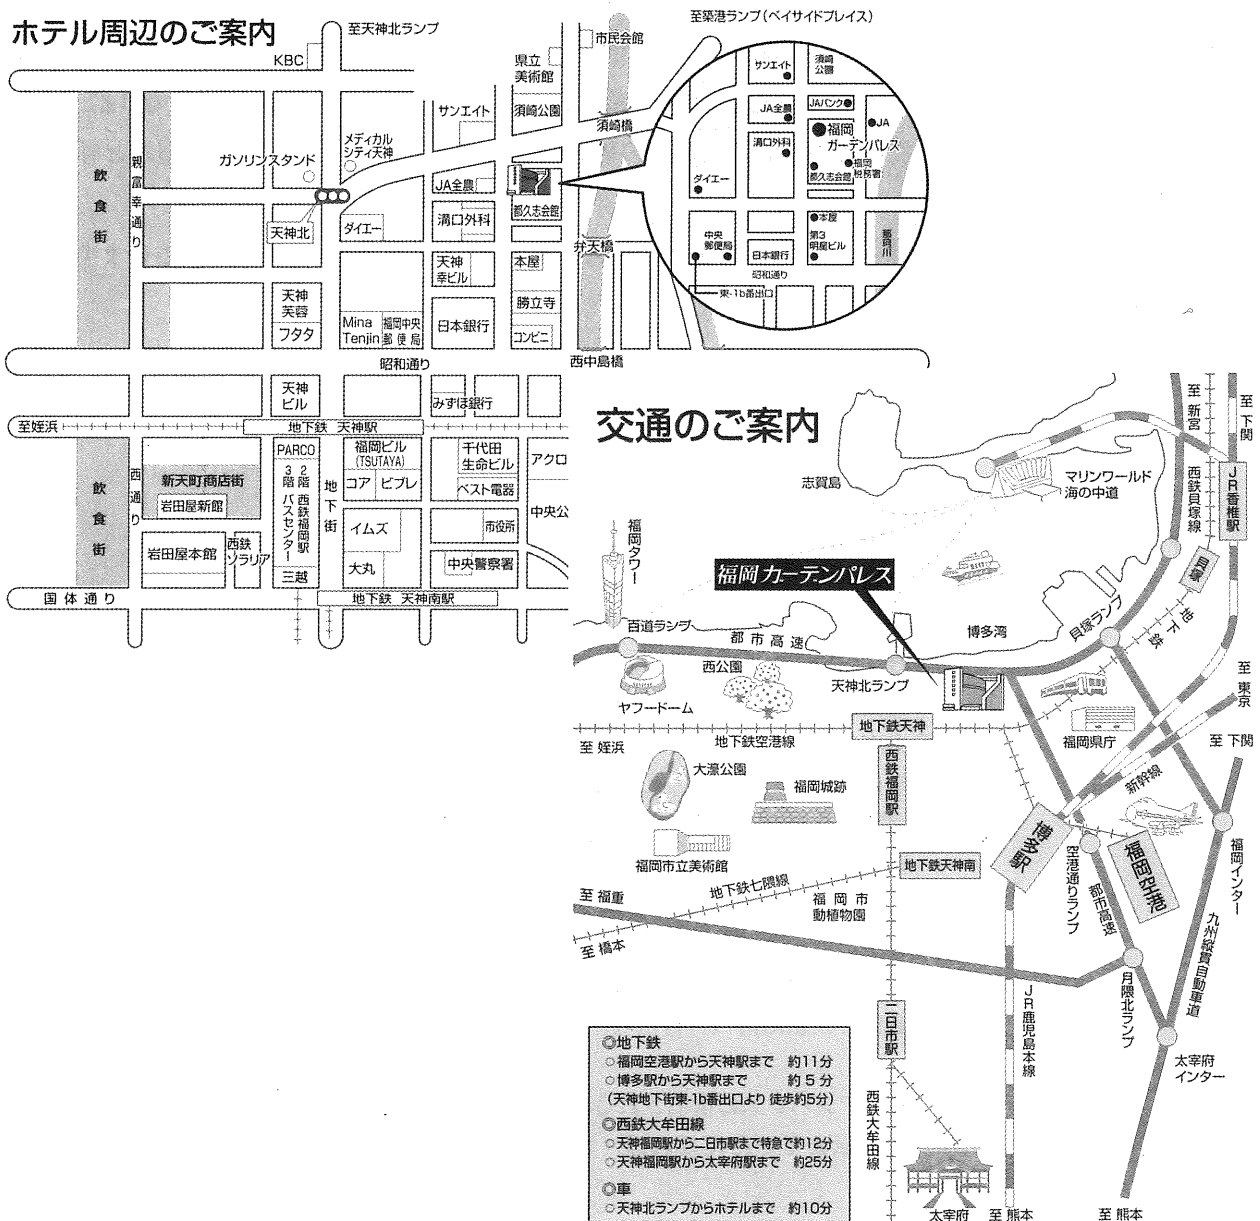 ホテル周辺のご案内
至天神北ランプ
至築港ランプ(ベイサイドプレイス)
KBC
県立
美術館
市民会館
サンエイト
須崎公園
須崎橋
メディカル
シティ天神
ガソリンスタンド
親富孝通り
飲食街
天神北
ダイエー
JA全農
溝口外科
都久志会館
弁天橋
天神
幸ビル
本屋
勝立寺
コンビニ
天神
芙蓉
フタタ
Mina
Tenjin
福岡中央
郵便局
日本銀行
昭和通り
西中島橋
サンエイト
須崎
公園
JA全農
JAバンク
JA
福岡
ガーデンパレス
溝口外科
都久志会館
福岡
税務署
ダイエー
本屋
第3
明星ビル
中央
郵便局
日本銀行
那珂川
昭和通り
東-1b番出口
天神
ビル
みずほ銀行
至姪浜
地下鉄 天神駅
PARCO
2階 西鉄福岡駅
3階 バスセンター
三越
福岡ビル
(TSUTAYA)
コア
ビブレ
千代田
生命ビル
ベスト電器
アクロ
西通り
飲食街
新天町商店街
岩田屋新館
岩田屋本館
西鉄
ソラリア
地下街
イムズ
大丸
市役所
中央公
中央警察署
国体通り
地下鉄 天神南駅
交通のご案内
志賀島
マリンワールド
海の中道
至新宮
至下関
西鉄貝塚線
JR香椎駅
貝塚
地下鉄
福岡タワー
福岡ガーデンパレス
博多湾
貝塚ランプ
百道ランプ
都市高速
西公園
天神北ランプ
ヤフードーム
至東京
福岡県庁
至 下関
至 姪浜
地下鉄空港線
地下鉄天神
西鉄福岡駅
新幹線
大濠公園
福岡城跡
福岡市立美術館
博多駅
空港通りランプ
福岡空港
福岡インター
地下鉄天神南
地下鉄七隈線
福岡市
動植物園
至 福重
至 橋本
都市高速
九州縦貫自動車道
月隈北ランプ
JR鹿児島本線
二日市駅
西鉄大牟田線
太宰府
インター
太宰府
至 熊本
至 熊本
◎地下鉄
○福岡空港駅から天神駅まで 約11分
○博多駅から天神駅まで 約5分
(天神地下街東-1b番出口より 徒歩約5分)
◎西鉄大牟田線
○天神福岡駅から二日市駅まで特急で約12分
○天神福岡駅から太宰府駅まで 約25分
◎車
○天神北ランプからホテルまで 約10分